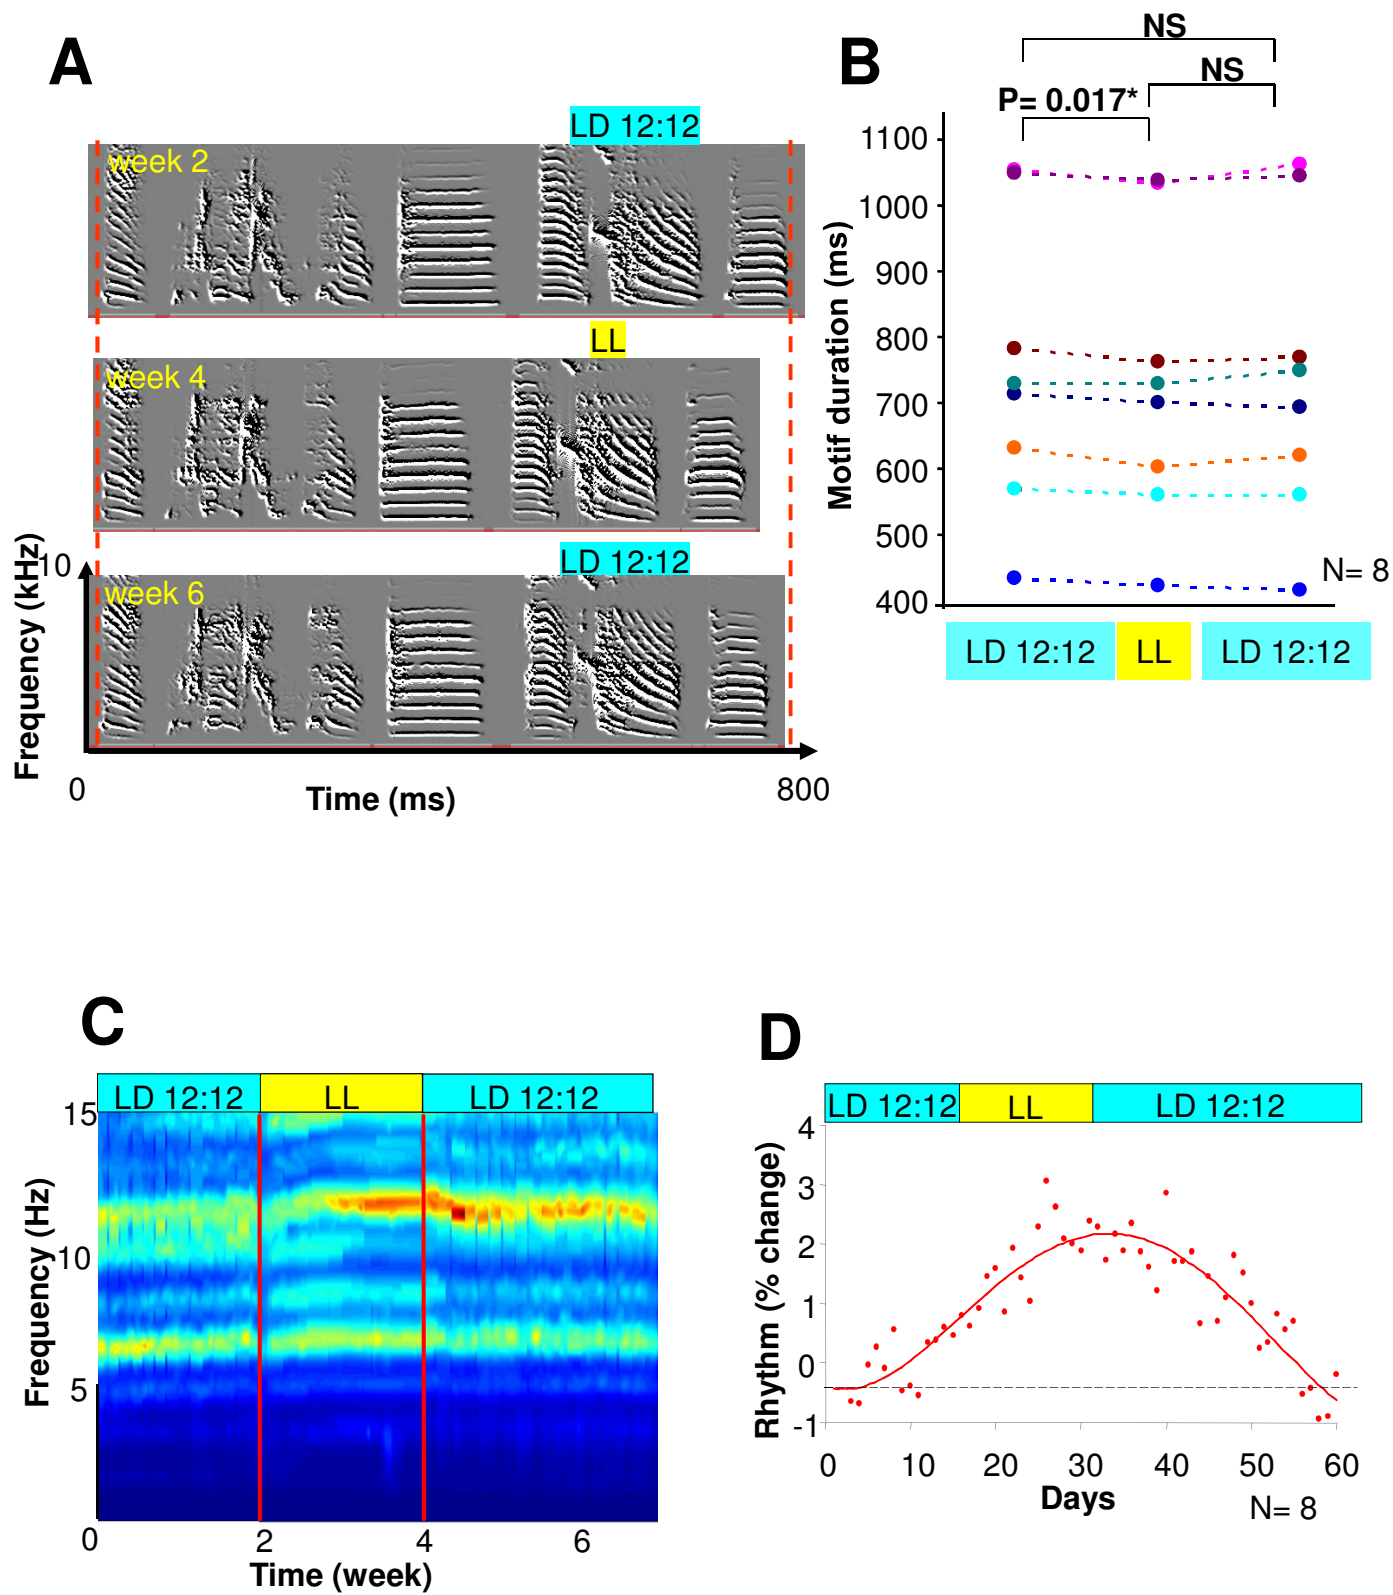 A
LD 12:12
week 2
LL
week 4
LD 12:12
week 6
Frequency (kHz)
10
0
Time (ms)
800
B
NS
NS
P= 0.017*
Motif duration (ms)
1100
1000
900
800
700
600
500
400
N= 8
LD 12:12
LL
LD 12:12
C
LD 12:12
LL
LD 12:12
Frequency (Hz)
15
10
5
0
2
4
6
Time (week)
D
LD 12:12
LL
LD 12:12
Rhythm (% change)
4
3
2
1
0
-1
0
10
20
30
40
50
60
Days
N= 8